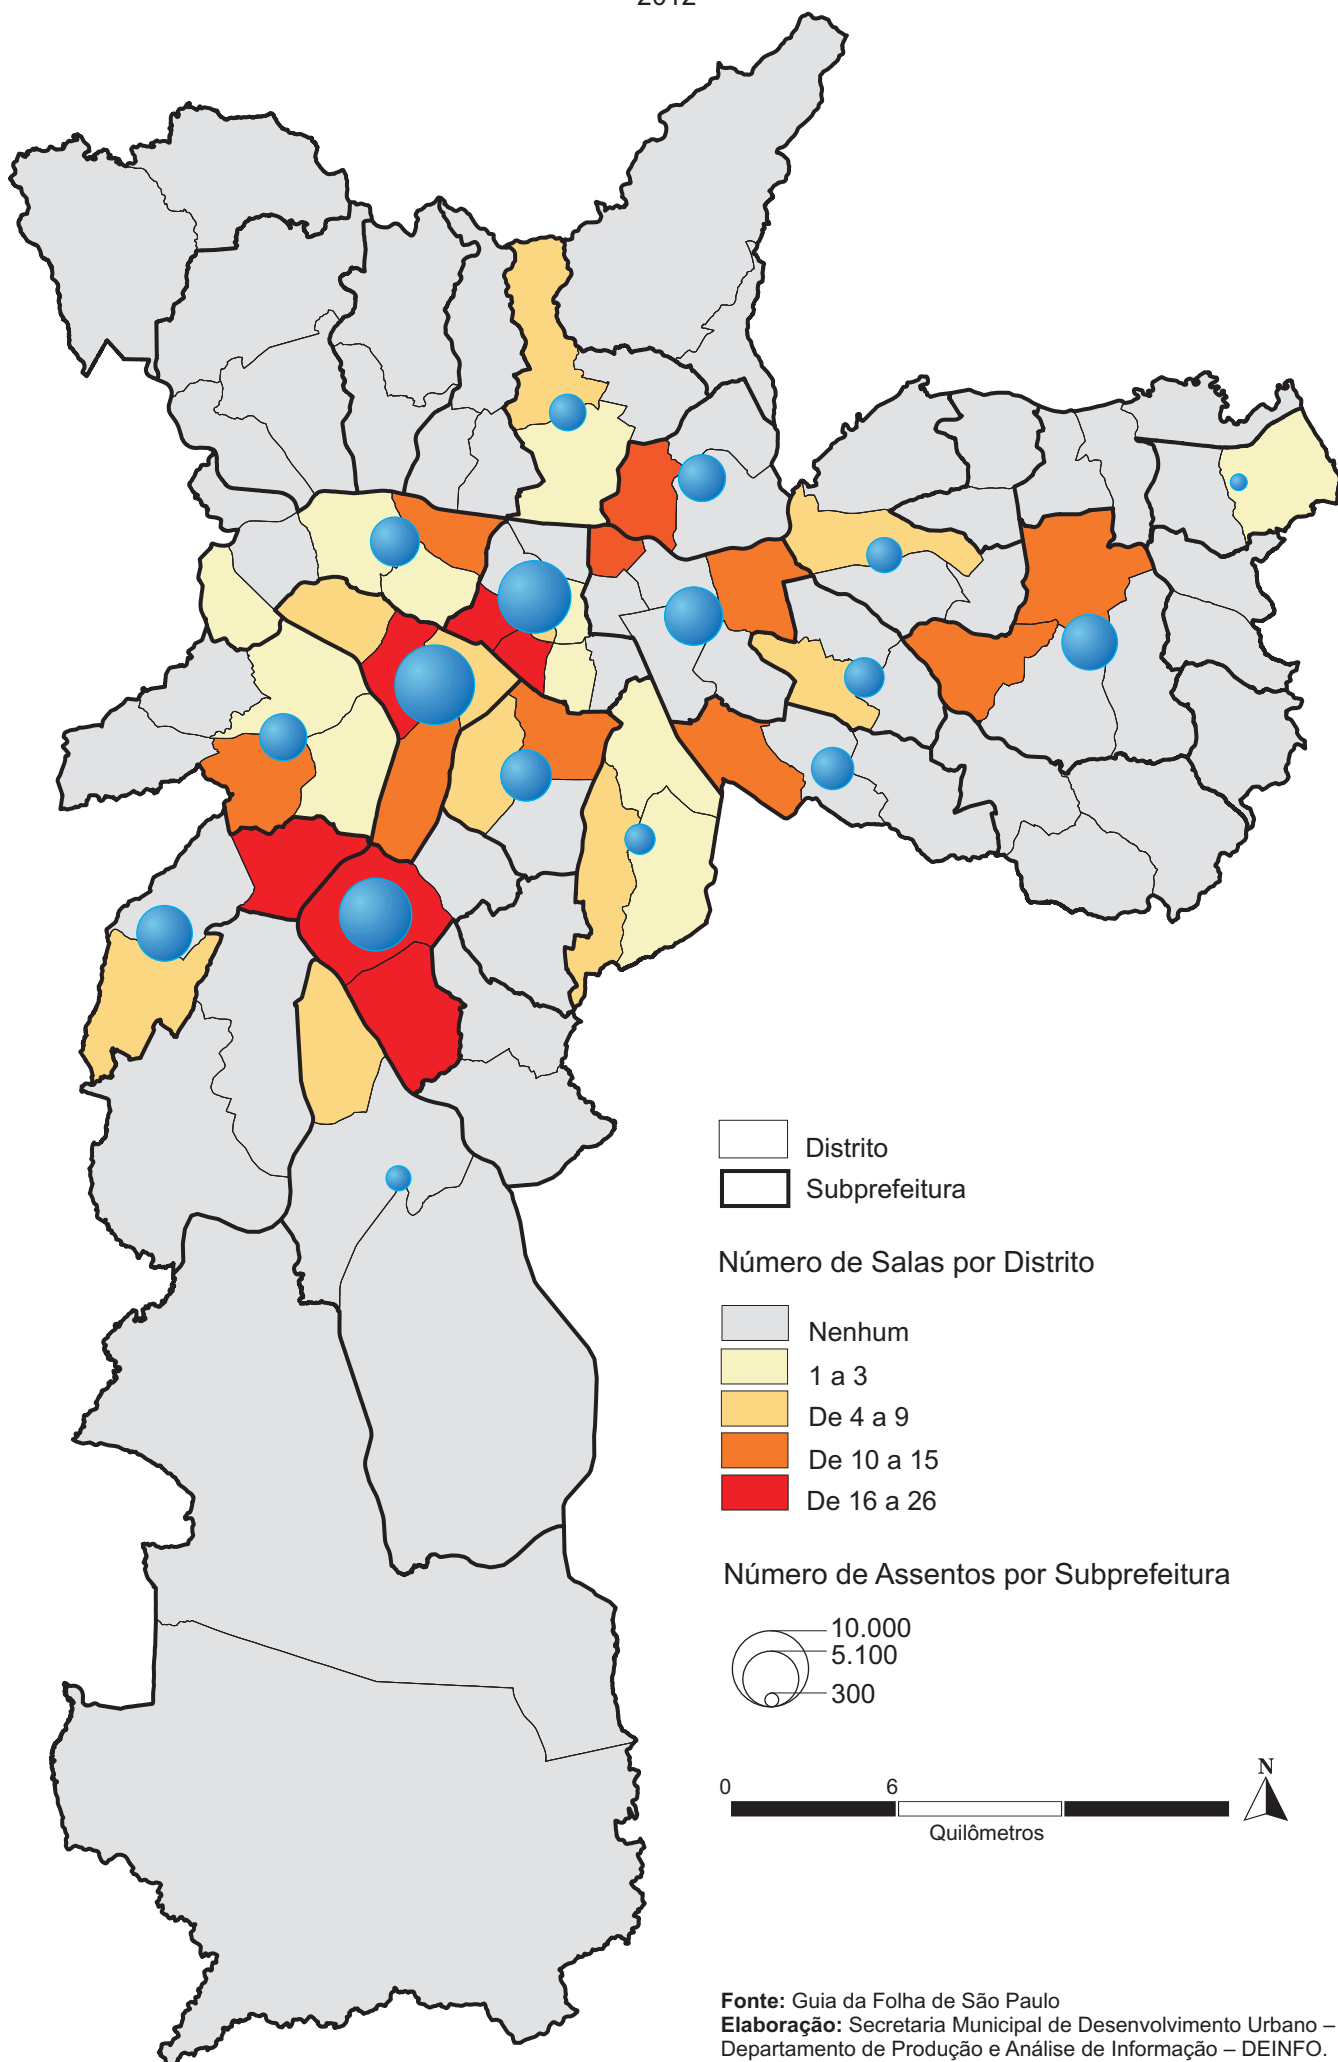 2012
Distrito
Subprefeitura
Número de Salas por Distrito
Nenhum
1 a 3
De 4 a 9
De 10 a 15
De 16 a 26
Número de Assentos por Subprefeitura
10.000
5.100
300
0 6
N
Quilômetros
Fonte: Guia da Folha de São Paulo
Elaboração: Secretaria Municipal de Desenvolvimento Urbano –
Departamento de Produção e Análise de Informação – DEINFO.